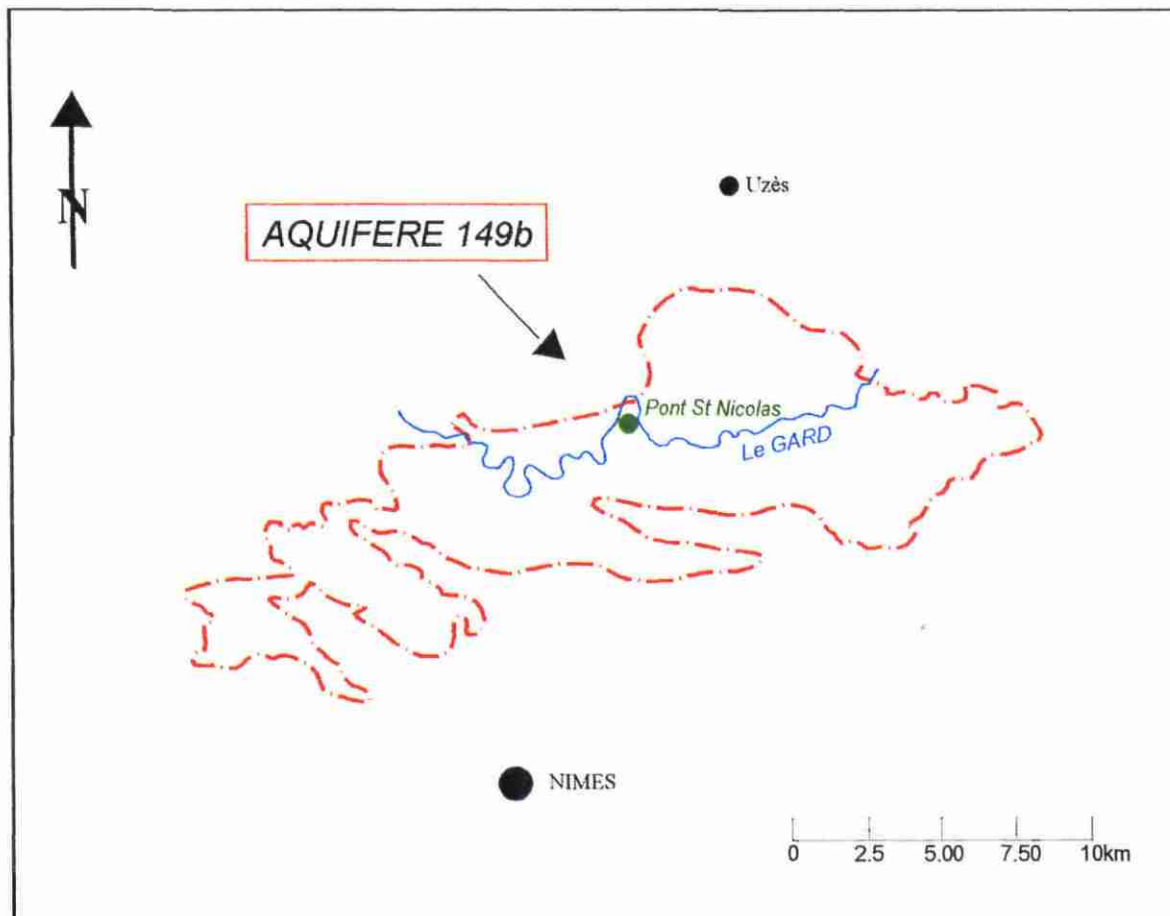 N
Uzès
AQUIFERE 149b
Pont St Nicolas
Le GARD
NIMES
0 2.5 5.00 7.50 10km